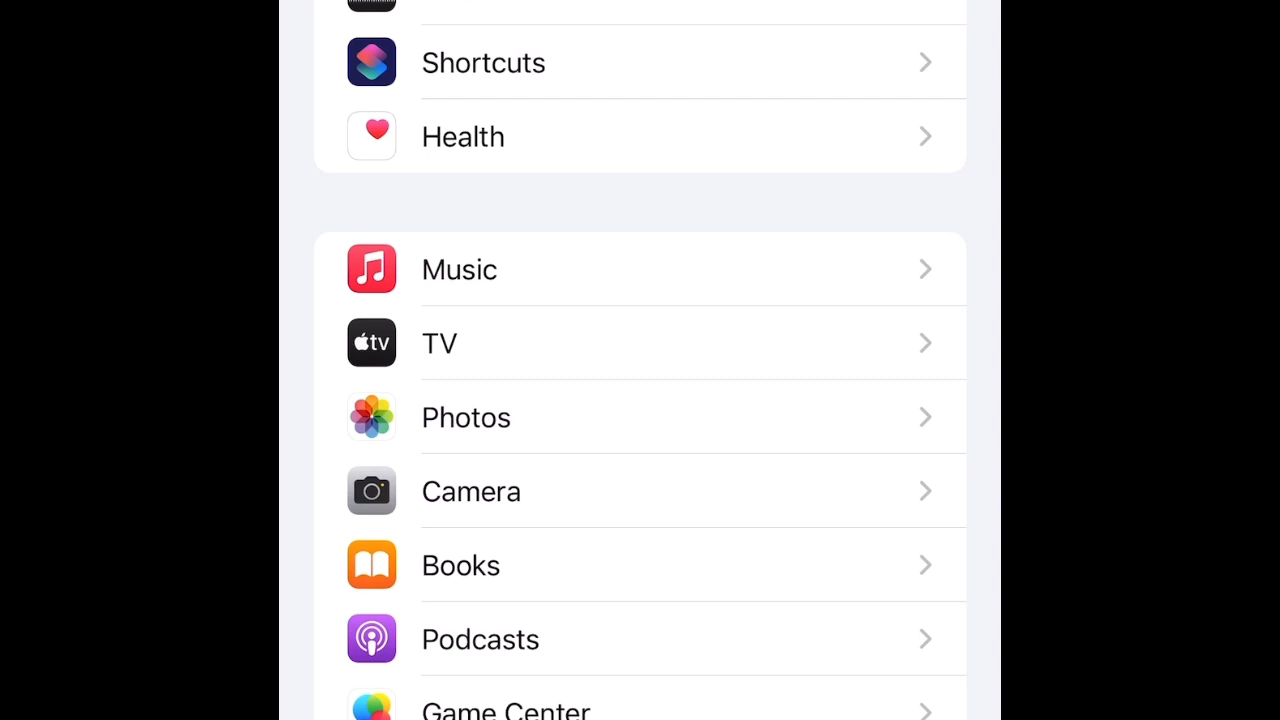 Shortcuts
Health
Music
tv TV
Photos
Camera
Books
Podcasts
Game Center